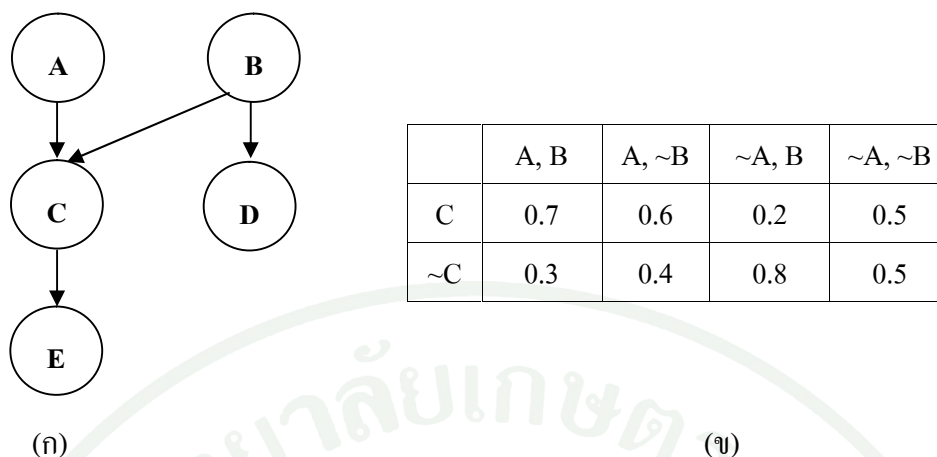 A B
A, B A, ~B ~A, B ~A, ~B
C 0.7 0.6 0.2 0.5
~C 0.3 0.4 0.8 0.5
C D
E
(ก) (ข)